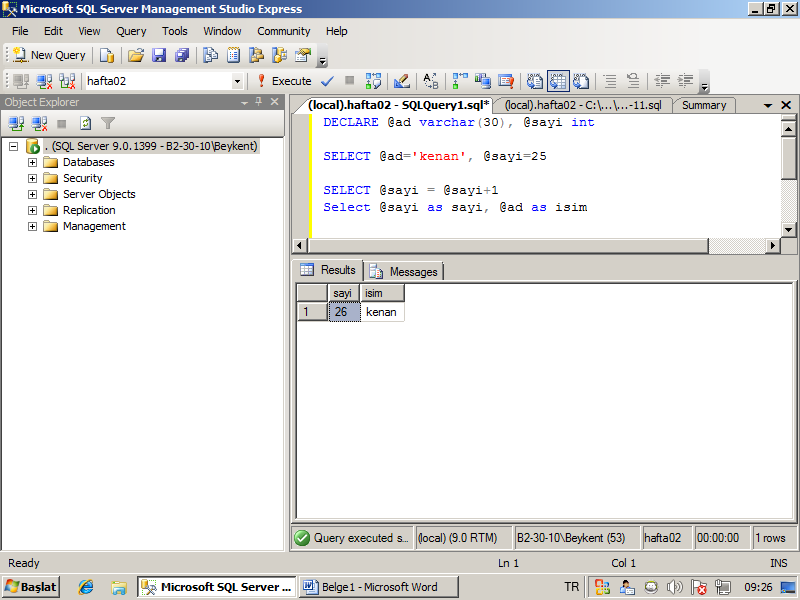 Microsoft SQL Server Management Studio Express
File Edit View Query Tools Window Community Help
New Query
hafta02 Execute
Object Explorer
. (SQL Server 9.0.1399 - B2-30-10\Beykent)
Databases
Security
Server Objects
Replication
Management
(local).hafta02 - SQLQuery1.sql* (local).hafta02 - C:\...\...-11.sql Summary
DECLARE @ad varchar(30), @sayi int
SELECT @ad='kenan', @sayi=25
SELECT @sayi = @sayi+1
Select @sayi as sayi, @ad as isim
Results Messages
sayi isim
1 26 kenan
Query executed s... (local) (9.0 RTM) B2-30-10\Beykent (53) hafta02 00:00:00 1 rows
Ready Ln 1 Col 1 INS
Başlat Microsoft SQL Server ... Belge1 - Microsoft Word TR 09:26